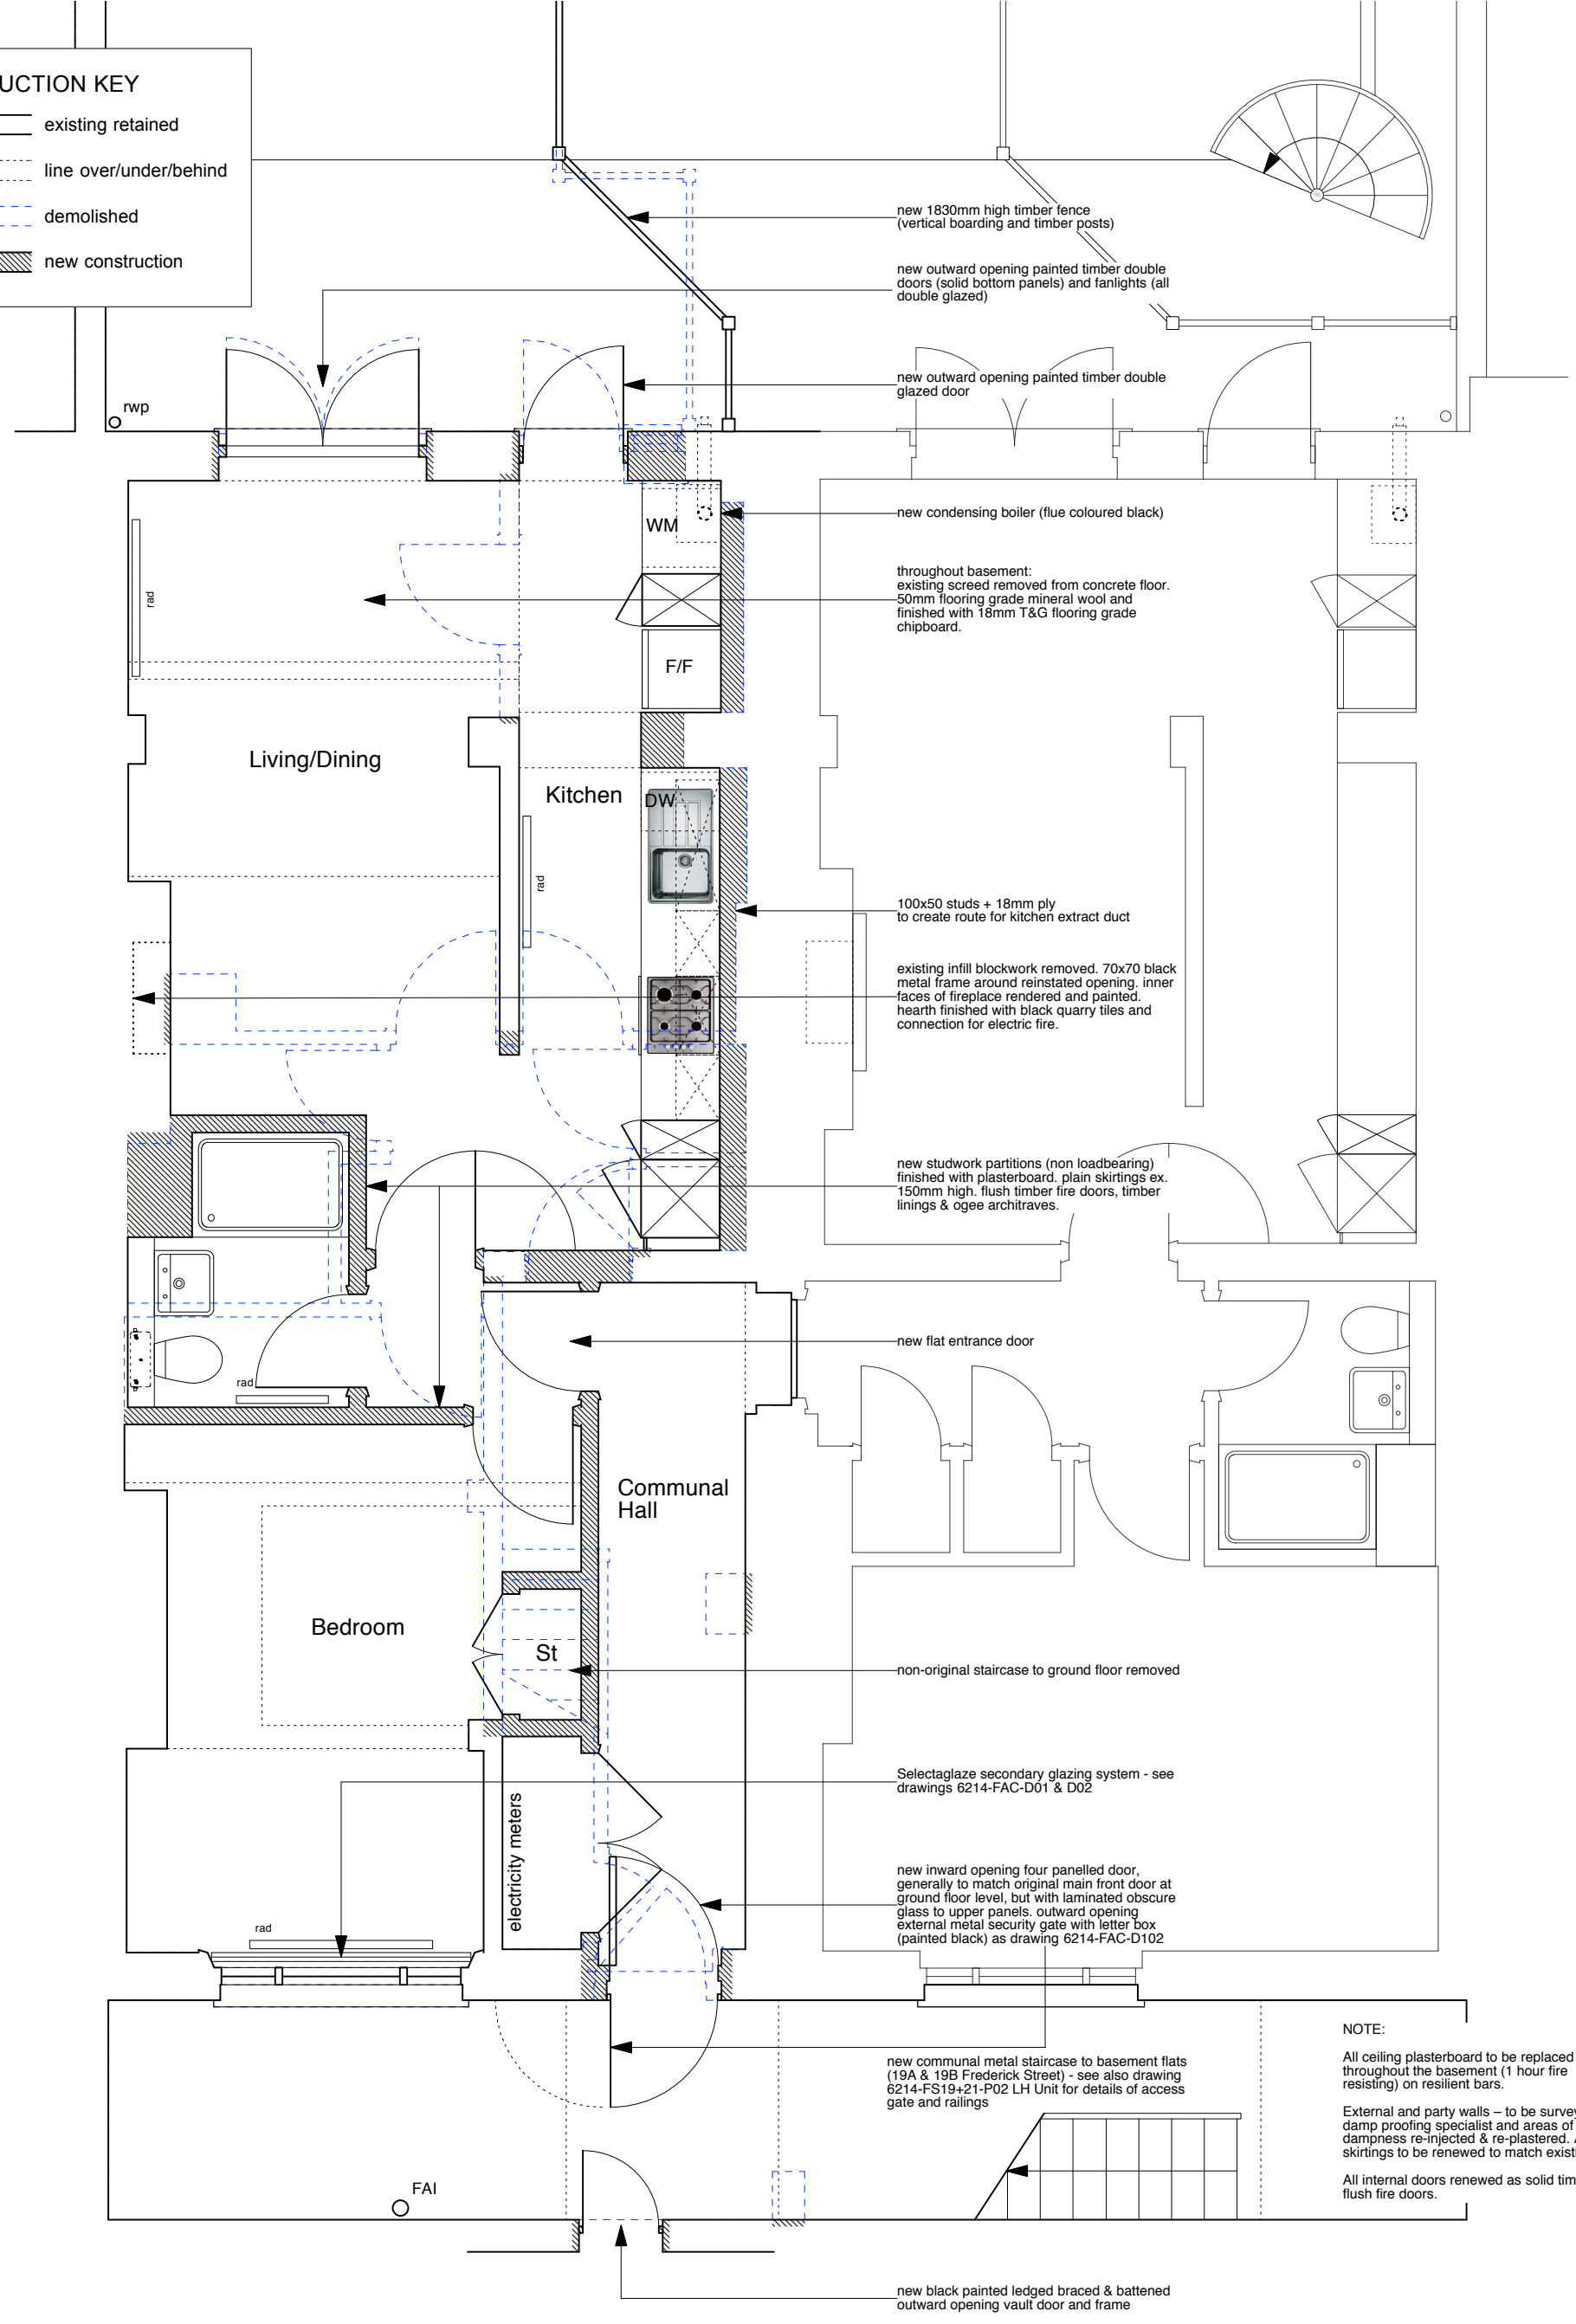 UCTION KEY
existing retained
line over/under/behind
demolished
new construction
new 1830mm high timber fence
(vertical boarding and timber posts)
new outward opening painted timber double
doors (solid bottom panels) and fanlights (all
double glazed)
new outward opening painted timber double
glazed door
rwp
new condensing boiler (flue coloured black)
WM
throughout basement:
existing screed removed from concrete floor.
50mm flooring grade mineral wool and
finished with 18mm T&G flooring grade
chipboard.
rad
F/F
Living/Dining
Kitchen
DW
rad
100x50 studs + 18mm ply
to create route for kitchen extract duct
existing infill blockwork removed. 70x70 black
metal frame around reinstated opening. inner
faces of fireplace rendered and painted.
hearth finished with black quarry tiles and
connection for electric fire.
new studwork partitions (non loadbearing)
finished with plasterboard. plain skirtings ex.
150mm high. flush timber fire doors, timber
linings & ogee architraves.
new flat entrance door
rad
Communal
Hall
Bedroom
St
non-original staircase to ground floor removed
Selectaglaze secondary glazing system - see
drawings 6214-FAC-D01 & D02
electricity meters
new inward opening four panelled door,
generally to match original main front door at
ground floor level, but with laminated obscure
glass to upper panels. outward opening
external metal security gate with letter box
(painted black) as drawing 6214-FAC-D102
rad
new communal metal staircase to basement flats
(19A & 19B Frederick Street) - see also drawing
6214-FS19+21-P02 LH Unit for details of access
gate and railings
NOTE:
All ceiling plasterboard to be replaced
throughout the basement (1 hour fire
resisting) on resilient bars.
External and party walls – to be survey
damp proofing specialist and areas of
dampness re-injected & re-plastered. A
skirtings to be renewed to match existi
All internal doors renewed as solid tim
flush fire doors.
FAI
new black painted ledged braced & battened
outward opening vault door and frame